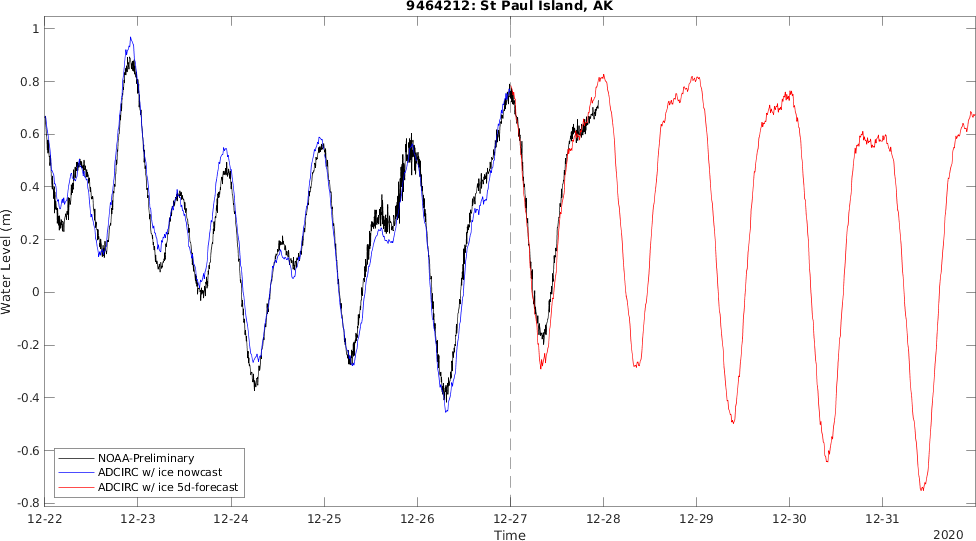 9464212: St Paul Island, AK
Water Level (m)
1
0.8
0.6
0.4
0.2
0
-0.2
-0.4
-0.6
-0.8
NOAA-Preliminary
ADCIRC w/ ice nowcast
ADCIRC w/ ice 5d-forecast
12-22 12-23 12-24 12-25 12-26 12-27 12-28 12-29 12-30 12-31
Time
2020